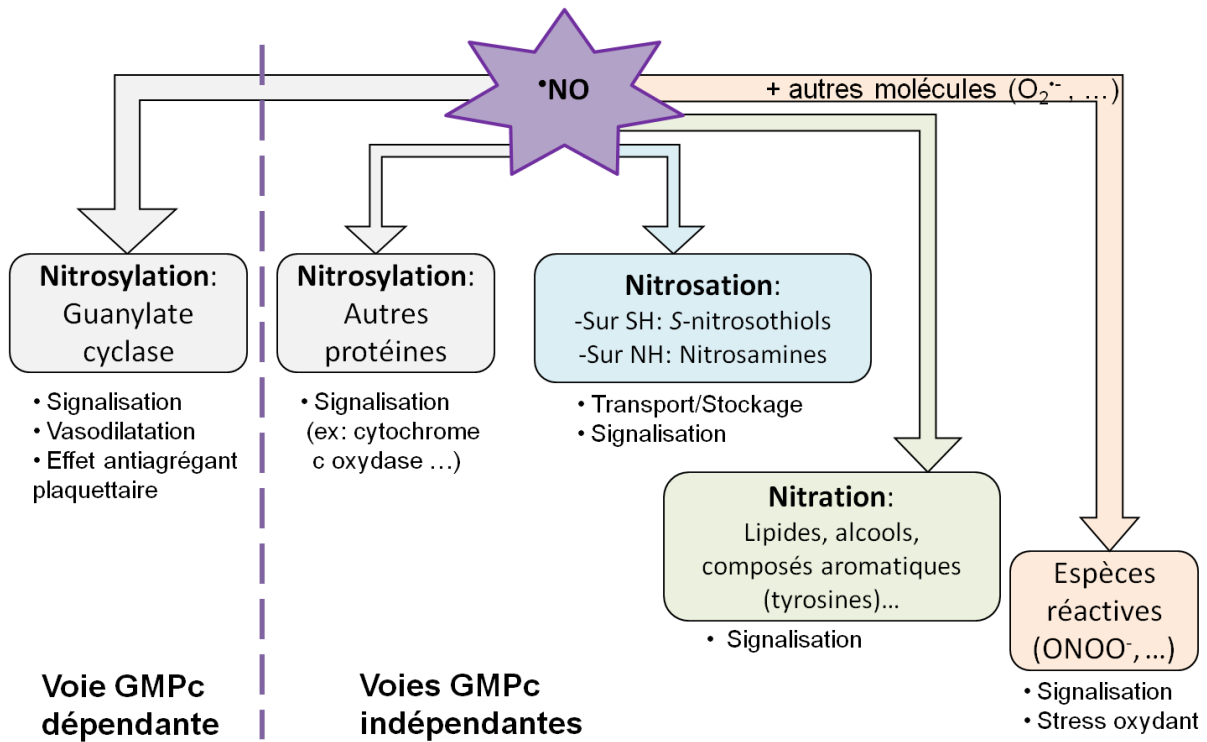 •NO
+ autres molécules (O₂•⁻ , …)
Nitrosylation:
Guanylate
cyclase
• Signalisation
• Vasodilatation
• Effet antiagrégant
plaquettaire
Nitrosylation:
Autres
protéines
• Signalisation
(ex: cytochrome
c oxydase …)
Nitrosation:
-Sur SH: S-nitrosothiols
-Sur NH: Nitrosamines
• Transport/Stockage
• Signalisation
Nitration:
Lipides, alcools,
composés aromatiques
(tyrosines)…
• Signalisation
Espèces
réactives
(ONOO⁻, …)
• Signalisation
• Stress oxydant
Voie GMPc
dépendante
Voies GMPc
indépendantes